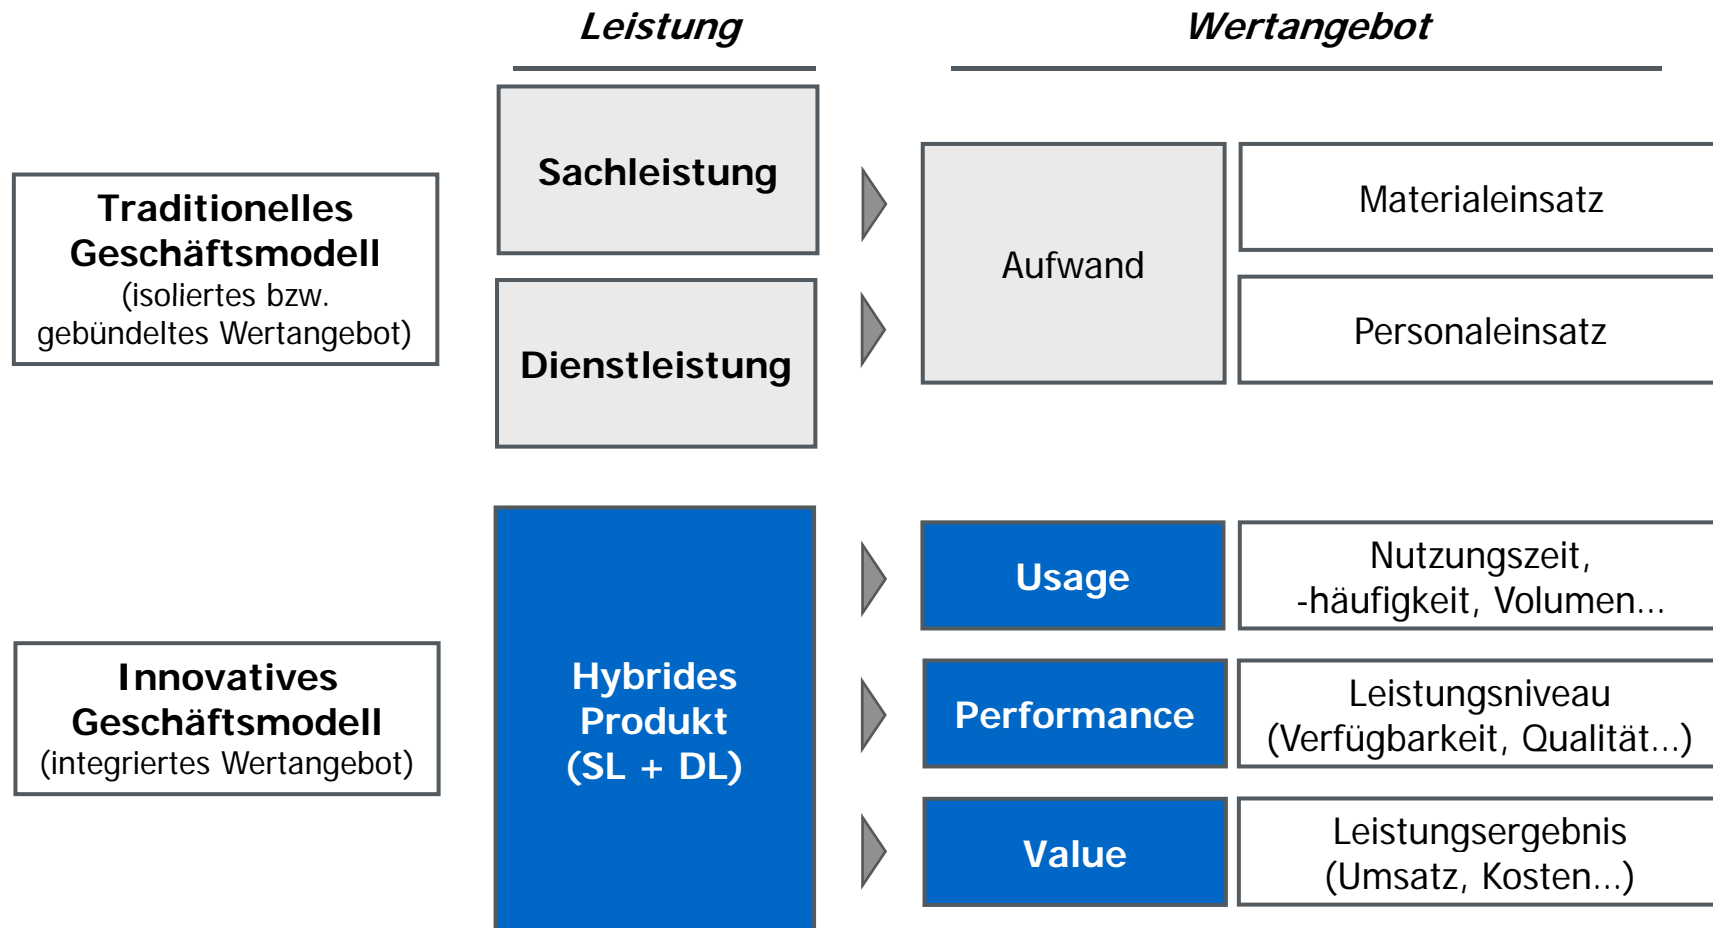 Leistung
Wertangebot
Traditionelles
Geschäftsmodell
(isoliertes bzw.
gebündeltes Wertangebot)
Sachleistung
Dienstleistung
Aufwand
Materialeinsatz
Personaleinsatz
Innovatives
Geschäftsmodell
(integriertes Wertangebot)
Hybrides
Produkt
(SL + DL)
Usage
Nutzungszeit,
-häufigkeit, Volumen...
Performance
Leistungsniveau
(Verfügbarkeit, Qualität...)
Value
Leistungsergebnis
(Umsatz, Kosten...)